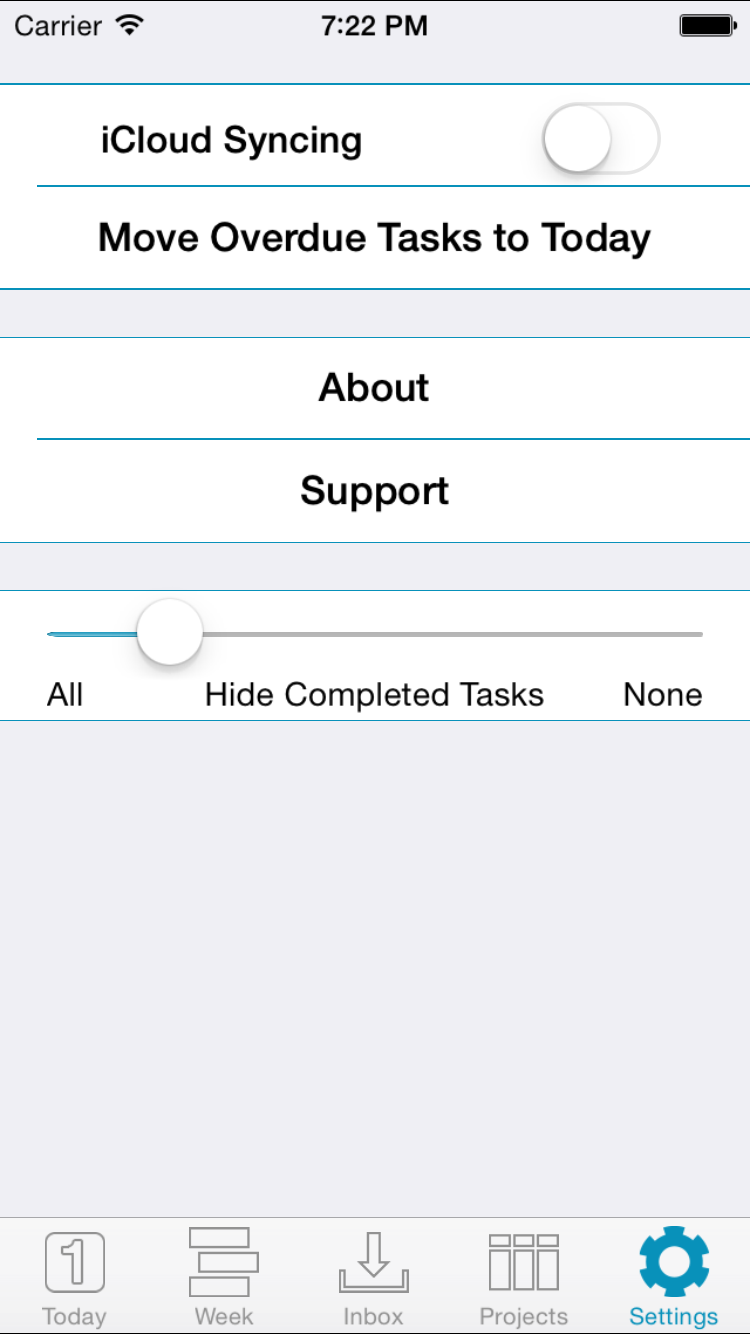 Carrier 7:22 PM
iCloud Syncing
Move Overdue Tasks to Today
About
Support
All Hide Completed Tasks None
1
Today Week Inbox Projects Settings